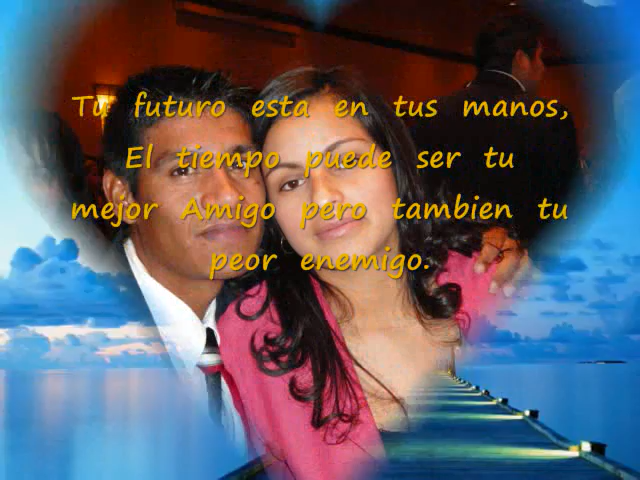 Tu futuro esta en tus manos,
El tiempo puede ser tu
mejor Amigo pero tambien tu
peor enemigo.